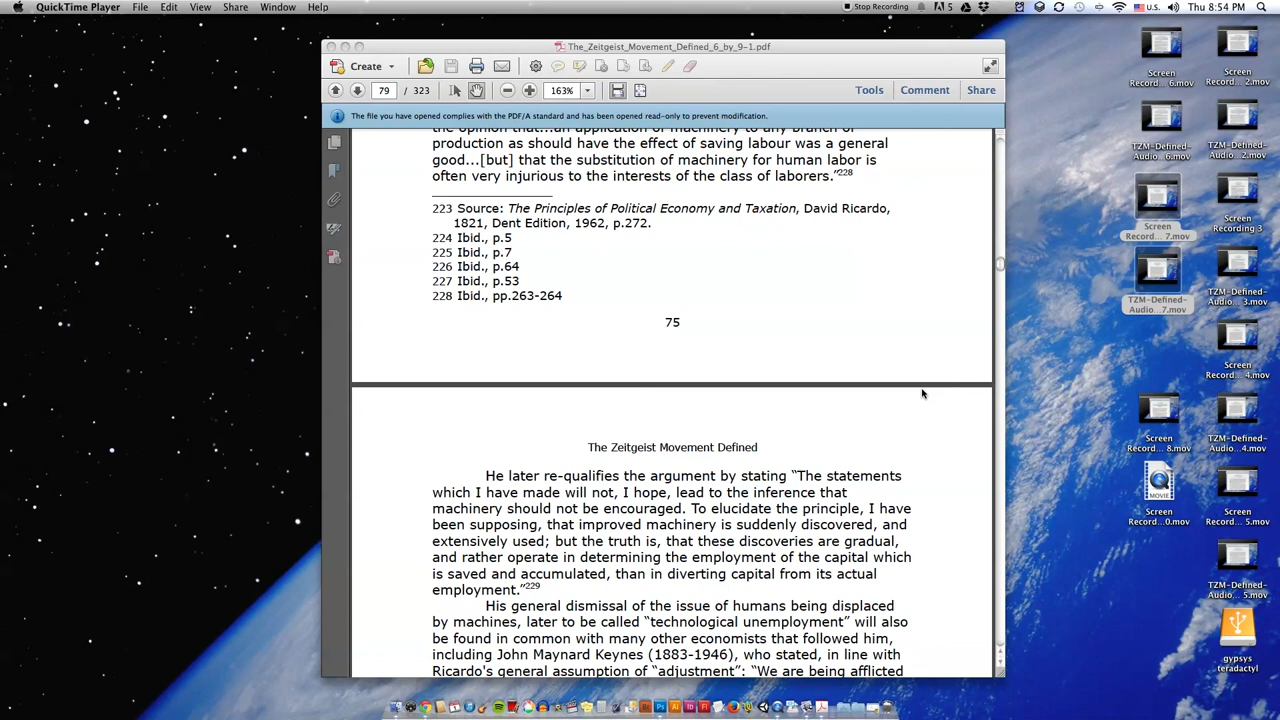 QuickTime Player File Edit View Share Window Help
Stop Recording 5 U.S. Thu 8:54 PM
The_Zeitgeist_Movement_Defined_6_by_9-1.pdf
Create
79 / 323 163% Tools Comment Share
The file you have opened complies with the PDF/A standard and has been opened read-only to prevent modification.
the opinion that...an application of machinery to any branch of
production as should have the effect of saving labour was a general
good...[but] that the substitution of machinery for human labor is
often very injurious to the interests of the class of laborers.”228
223 Source: The Principles of Political Economy and Taxation, David Ricardo,
1821, Dent Edition, 1962, p.272.
224 Ibid., p.5
225 Ibid., p.7
226 Ibid., p.64
227 Ibid., p.53
228 Ibid., pp.263-264
75
The Zeitgeist Movement Defined
He later re-qualifies the argument by stating “The statements
which I have made will not, I hope, lead to the inference that
machinery should not be encouraged. To elucidate the principle, I have
been supposing, that improved machinery is suddenly discovered, and
extensively used; but the truth is, that these discoveries are gradual,
and rather operate in determining the employment of the capital which
is saved and accumulated, than in diverting capital from its actual
employment.”229
His general dismissal of the issue of humans being displaced
by machines, later to be called “technological unemployment” will also
be found in common with many other economists that followed him,
including John Maynard Keynes (1883-1946), who stated, in line with
Ricardo's general assumption of “adjustment”: “We are being afflicted
Screen
Record... 6.mov
Screen
Record... 2.mov
TZM-Defined-
Audio...6.mov
TZM-Defined-
Audio...2.mov
Screen
Record... 7.mov
Screen
Recording 3
TZM-Defined-
Audio...7.mov
TZM-Defined-
Audio... 3.mov
Screen
Record... 4.mov
Screen
Record... 8.mov
TZM-Defined-
Audio...4.mov
MOVIE
Screen
Record...0.mov
Screen
Record... 5.mov
TZM-Defined-
Audio... 5.mov
gypsys
teradactyl